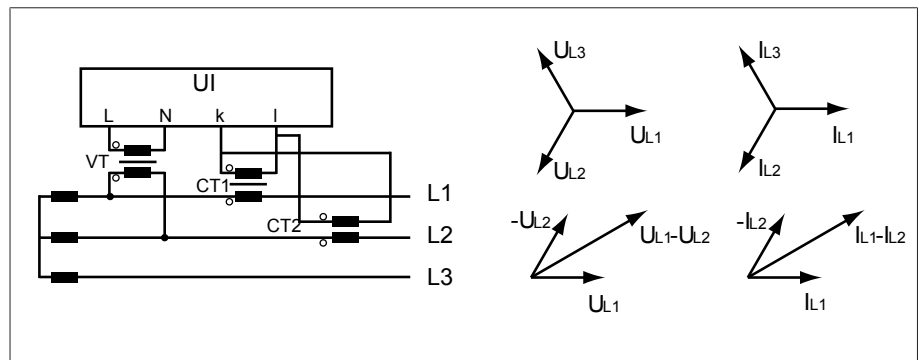 UI
L N k l
VT
CT1
CT2
L1
L2
L3
UL3
UL1
UL2
IL3
IL1
IL2
-UL2
UL1-UL2
UL1
-IL2
IL1-IL2
IL1